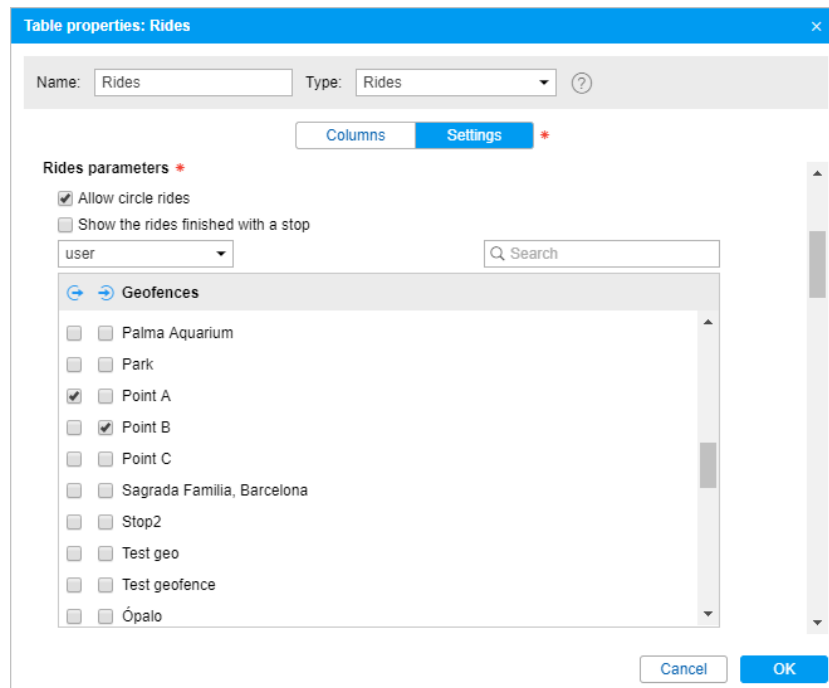 Table properties: Rides ×
Name: Rides Type: Rides ?
Columns Settings *
Rides parameters *
Allow circle rides
Show the rides finished with a stop
user Search
Geofences
Palma Aquarium
Park
Point A
Point B
Point C
Sagrada Familia, Barcelona
Stop2
Test geo
Test geofence
Ópalo
Cancel OK